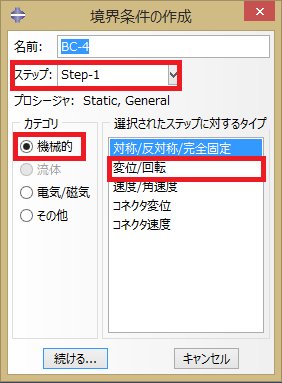 境界条件の作成
名前: BC-4
ステップ: Step-1
プロシージャ: Static, General
カテゴリ
機械的
流体
電気/磁気
その他
選択されたステップに対するタイプ
対称/反対称/完全固定
変位/回転
速度/角速度
コネクタ変位
コネクタ速度
続ける...
キャンセル